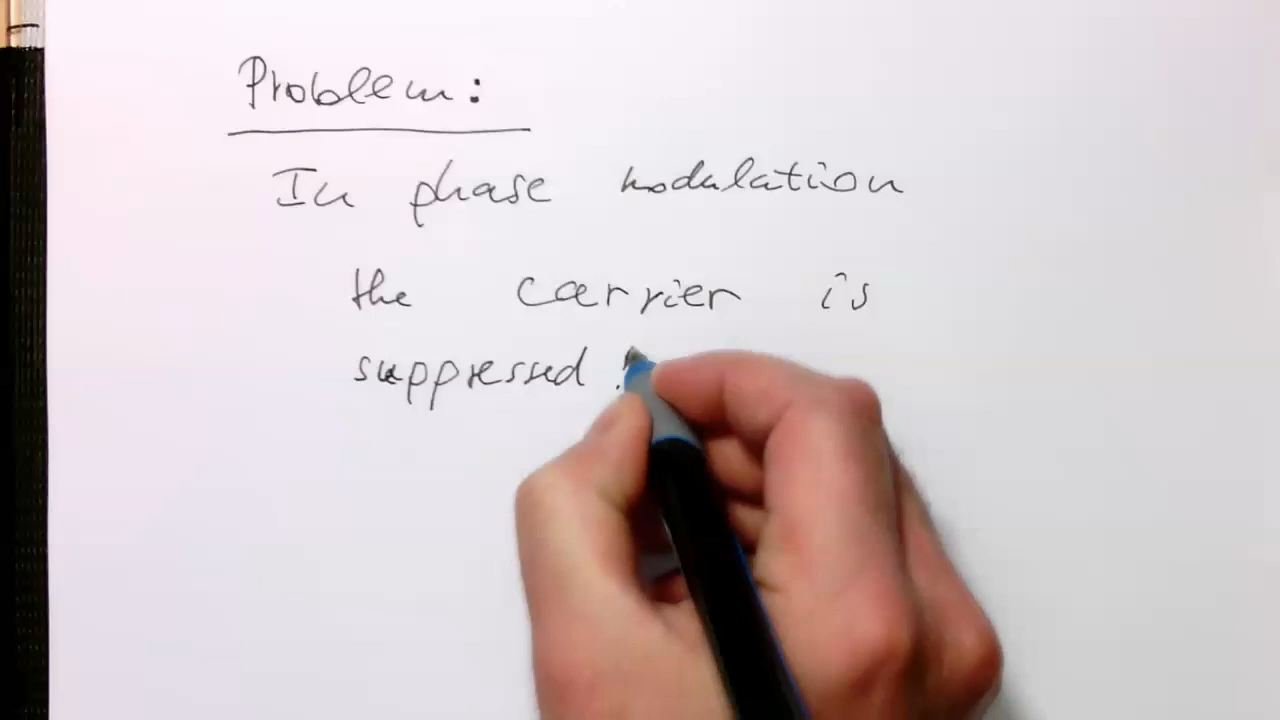 Problem:
In phase modulation
the carrier is
suppressed.